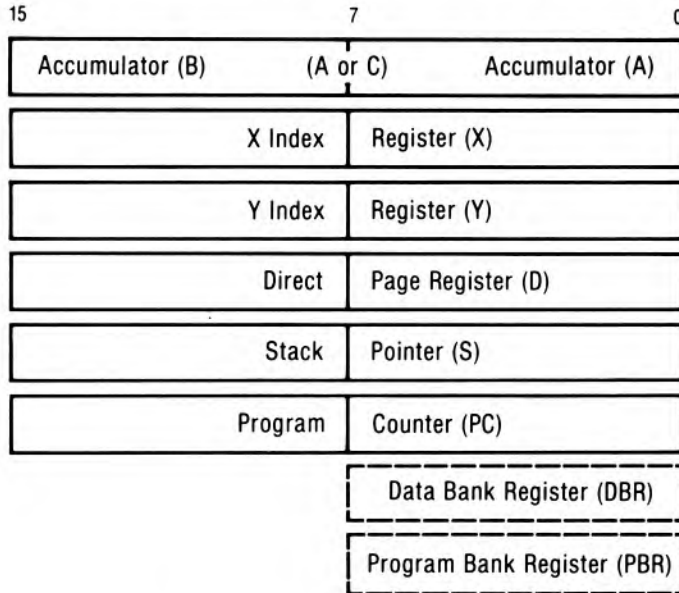 15 7 0
Accumulator (B) (A or C) Accumulator (A)
X Index Register (X)
Y Index Register (Y)
Direct Page Register (D)
Stack Pointer (S)
Program Counter (PC)
Data Bank Register (DBR)
Program Bank Register (PBR)